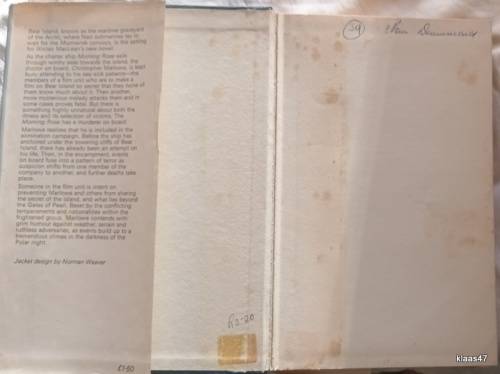 Bear Island, known as the wartime graveyard
of the Arctic, where Nazi submarines lay in
wait for the Murmansk convoys, is the setting
for Alistair MacLean's new novel.
As the charter ship Morning Rose sails
through wintry seas towards the island, the
doctor on board, Christopher Marlowe, is kept
busy attending to his sea-sick patients—the
members of a film unit who are to make a
film on Bear Island so secret that they none of
them know much about it. Then another,
more mysterious malady attacks them and in
some cases proves fatal. But there is
something highly unnatural about both the
illness and its selection of victims. The
Morning Rose has a murderer on board.
Marlowe realises that he is included in the
elimination campaign. Before the ship has
anchored under the towering cliffs of Bear
Island, there has already been an attempt on
his life. Then, in the encampment, events
on board fuse into a pattern of terror as
suspicion shifts from one member of the
company to another, and further deaths take
place.
Someone in the film unit is intent on
preventing Marlowe and others from sharing
the secret of the island, and what lies beyond
the Gates of Pearl. Beset by the conflicting
temperaments and nationalities within the
frightened group, Marlowe contends with
grim humour against weather, terrain and
ruthless adversaries, as events build up to a
tremendous climax in the darkness of the
Polar night.
Jacket design by Norman Weaver
£1·50
R2-20
59
klaas47